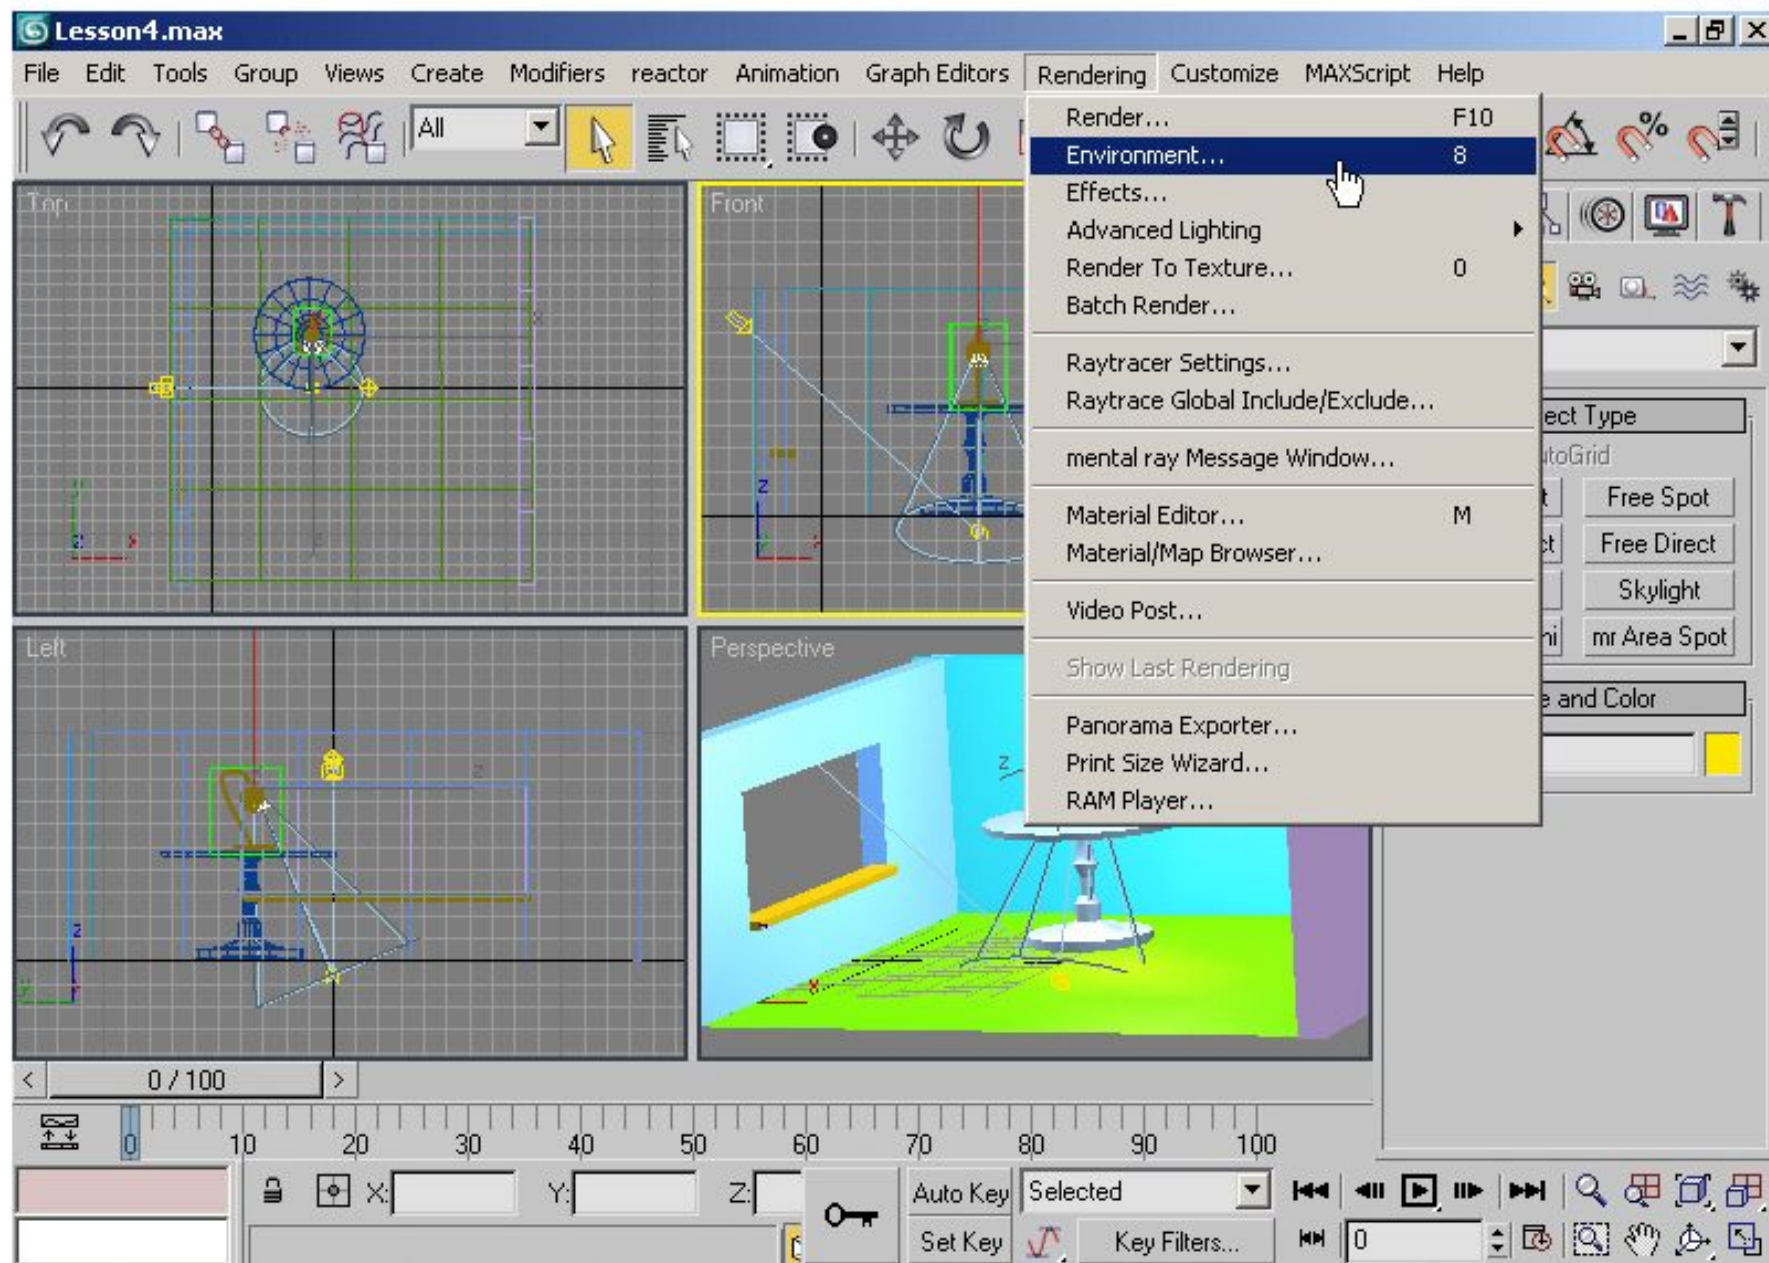 Lesson4.max
File Edit Tools Group Views Create Modifiers reactor Animation Graph Editors Rendering Customize MAXScript Help
All
Render... F10
Environment... 8
Effects...
Advanced Lighting
Render To Texture... 0
Batch Render...
Raytracer Settings...
Raytrace Global Include/Exclude...
mental ray Message Window...
Material Editor... M
Material/Map Browser...
Video Post...
Show Last Rendering
Panorama Exporter...
Print Size Wizard...
RAM Player...
Top
Front
Left
Perspective
ect Type
utoGrid
t Free Spot
ct Free Direct
Skylight
ni mr Area Spot
e and Color
< 0 / 100 >
0 10 20 30 40 50 60 70 80 90 100
X: Y: Z: Auto Key Selected
Set Key Key Filters... 0